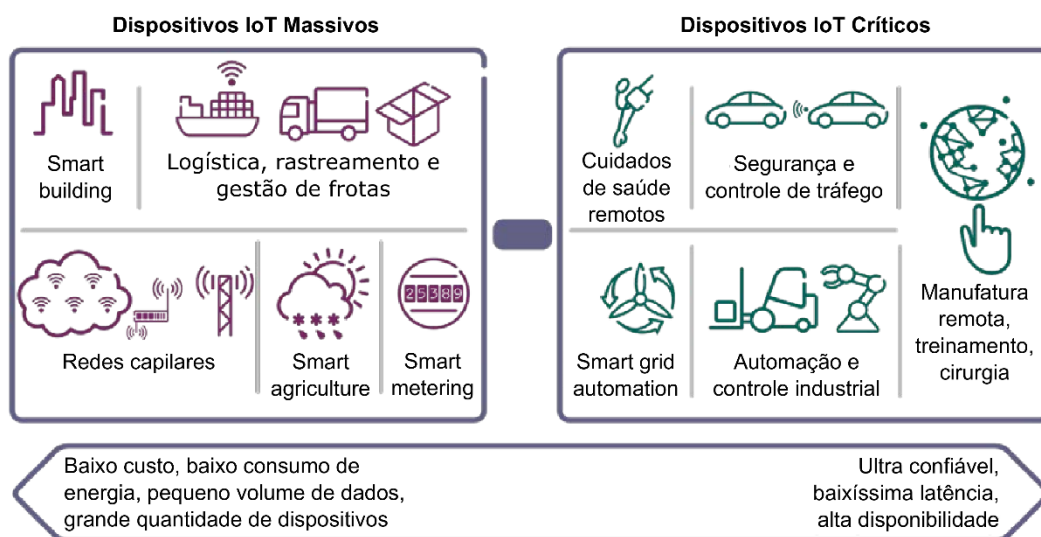 Dispositivos IoT Massivos
Smart
building
Logística, rastreamento e
gestão de frotas
Redes capilares
Smart
agriculture
25389
Smart
metering
Dispositivos IoT Críticos
Cuidados
de saúde
remotos
Segurança e
controle de tráfego
Smart grid
automation
Automação e
controle industrial
Manufatura
remota,
treinamento,
cirurgia
Baixo custo, baixo consumo de
energia, pequeno volume de dados,
grande quantidade de dispositivos
Ultra confiável,
baixíssima latência,
alta disponibilidade